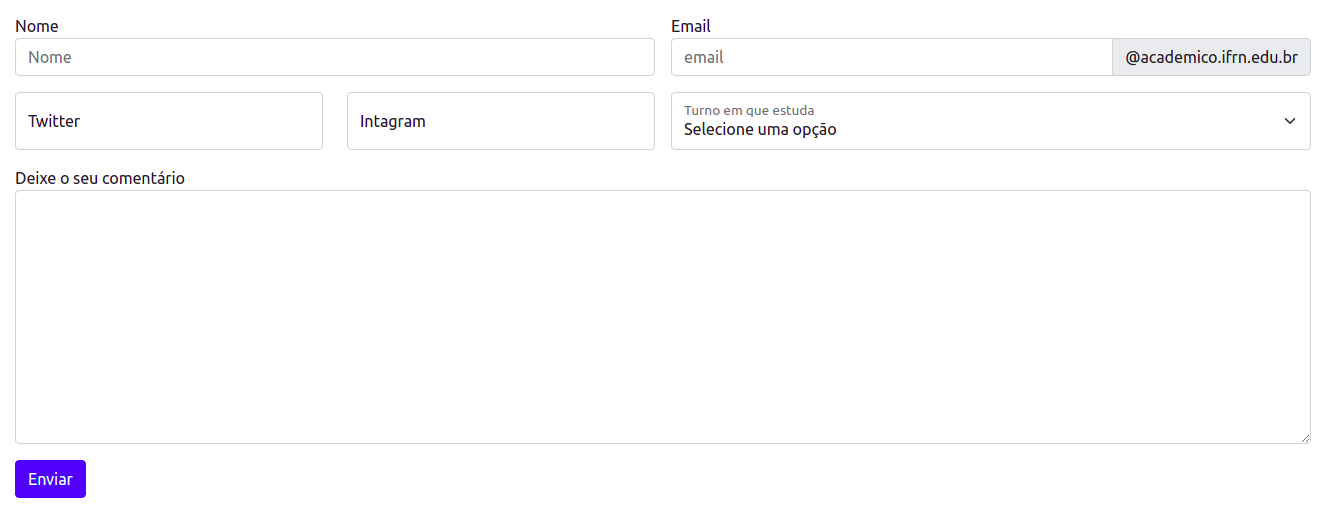 Nome
Email
Nome
email
@academico.ifrn.edu.br
Twitter
Intagram
Turno em que estuda
Selecione uma opção
Deixe o seu comentário
Enviar